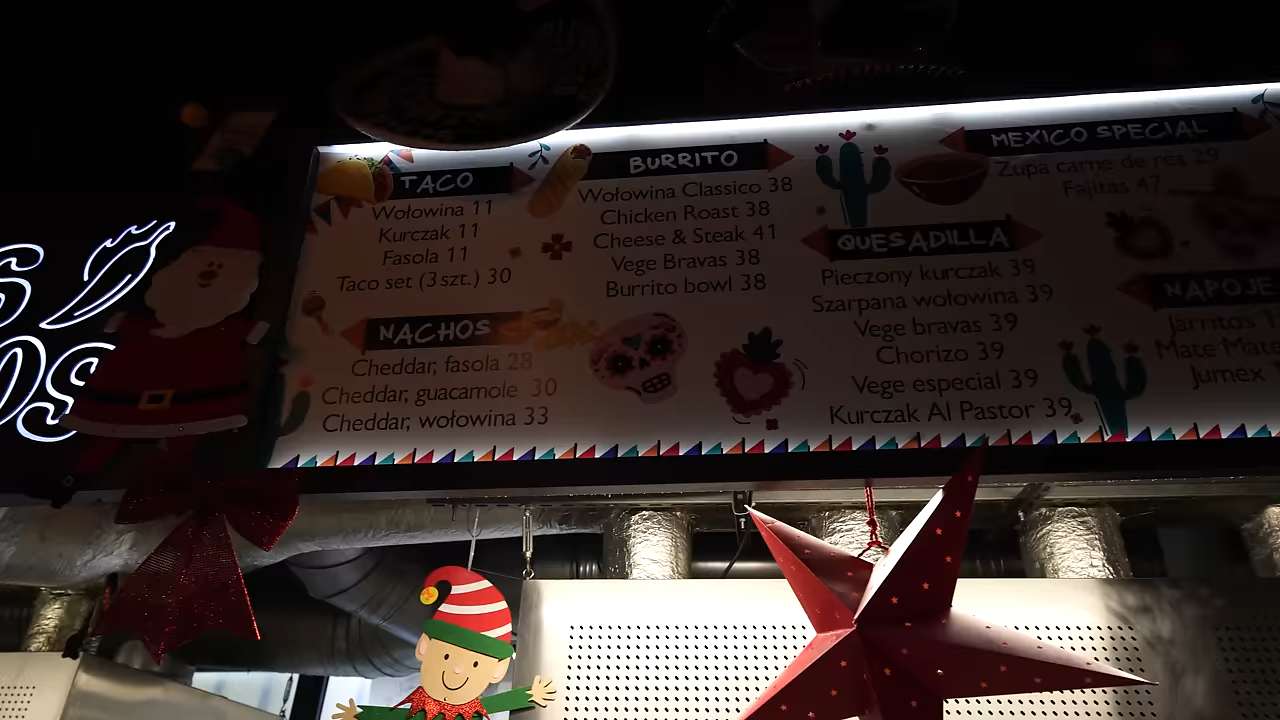 TACO
Wołowina 11
Kurczak 11
Fasola 11
Taco set (3szt.) 30
NACHOS
Cheddar, fasola 28
Cheddar, guacamole 30
Cheddar, wołowina 33
BURRITO
Wołowina Classico 38
Chicken Roast 38
Cheese & Steak 41
Vege Bravas 38
Burrito bowl 38
MEXICO SPECIAL
Zupa carne de res 29
Fajitas 47
QUESADILLA
Pieczony kurczak 39
Szarpana wołowina 39
Vege bravas 39
Chorizo 39
Vege especial 39
Kurczak Al Pastor 39
NAPOJE
Jarritos
Mate Mate
Jumex
S
OS